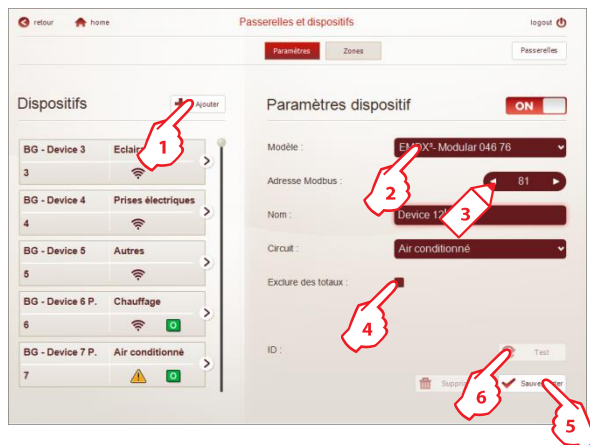 retour
home
Passerelles et dispositifs
logout
Paramètres
Zones
Passerelles
Dispositifs
Ajouter
Paramètres dispositif
ON
1
BG - Device 3
3
BG - Device 4
Prises électriques
4
BG - Device 5
Autres
5
BG - Device 6 P.
Chauffage
6
O
BG - Device 7 P.
Air conditionné
7
O
Modèle :
EMDX³- Modular 046 76
2
Adresse Modbus :
81
3
Nom :
Device 12
Circuit :
Air conditionné
Exclure des totaux :
4
ID :
Test
6
5